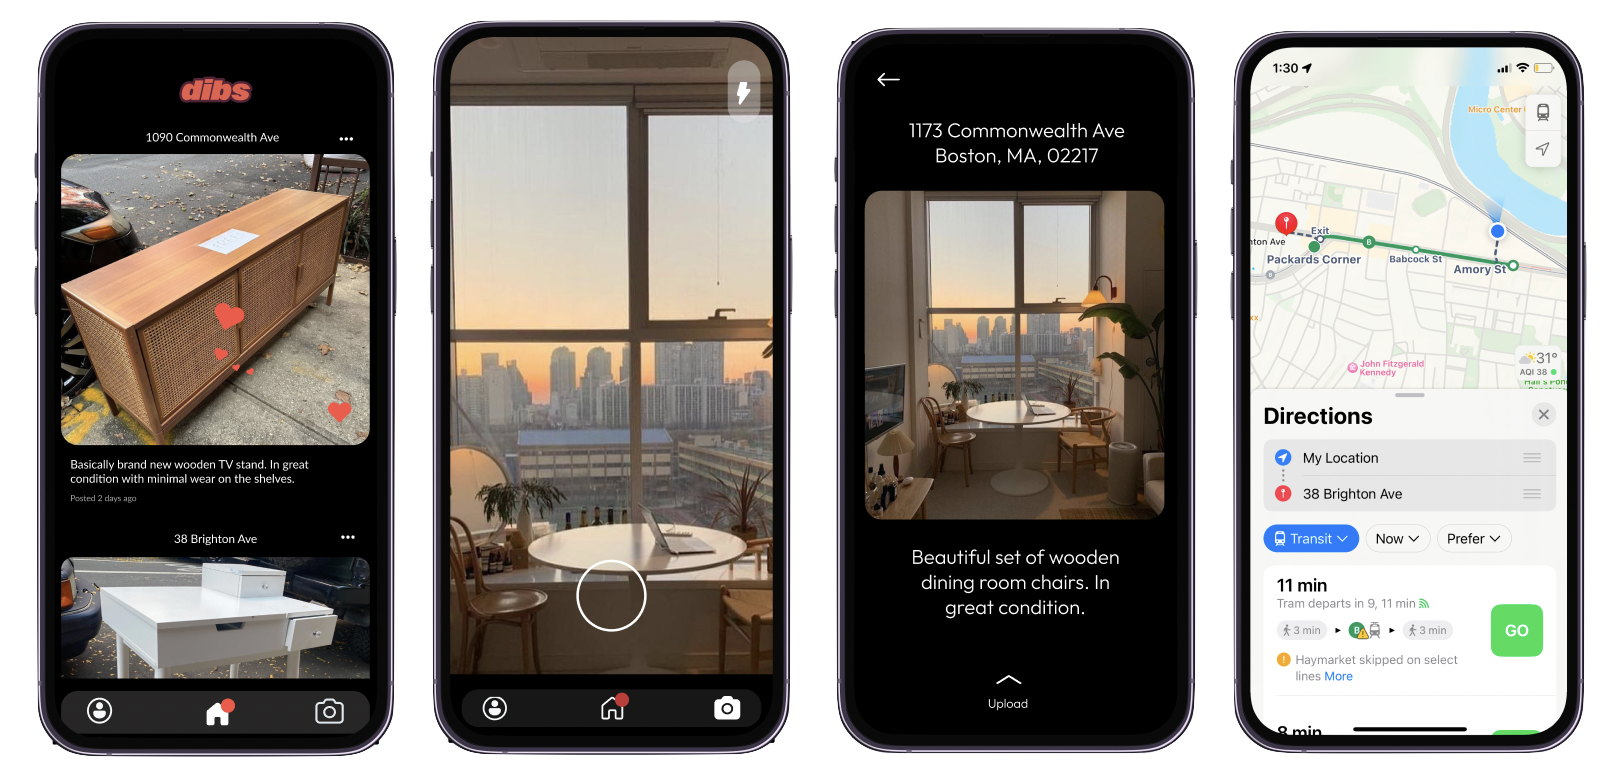 dibs
1090 Commonwealth Ave
Basically brand new wooden TV stand. In great
condition with minimal wear on the shelves.
Posted 2 days ago
38 Brighton Ave
1173 Commonwealth Ave
Boston, MA, 02217
Beautiful set of wooden
dining room chairs. In
great condition.
Upload
1:30
Micro Center
Exit
B
nton Ave
Packards Corner
Babcock St
Amory St
B
xx
John Fitzgerald
Kennedy
31°
AQI 38
Hall's Pond
Directions
My Location
38 Brighton Ave
Transit
Now
Prefer
11 min
Tram departs in 9, 11 min
3 min
B
3 min
GO
Haymarket skipped on select
lines More
8 min